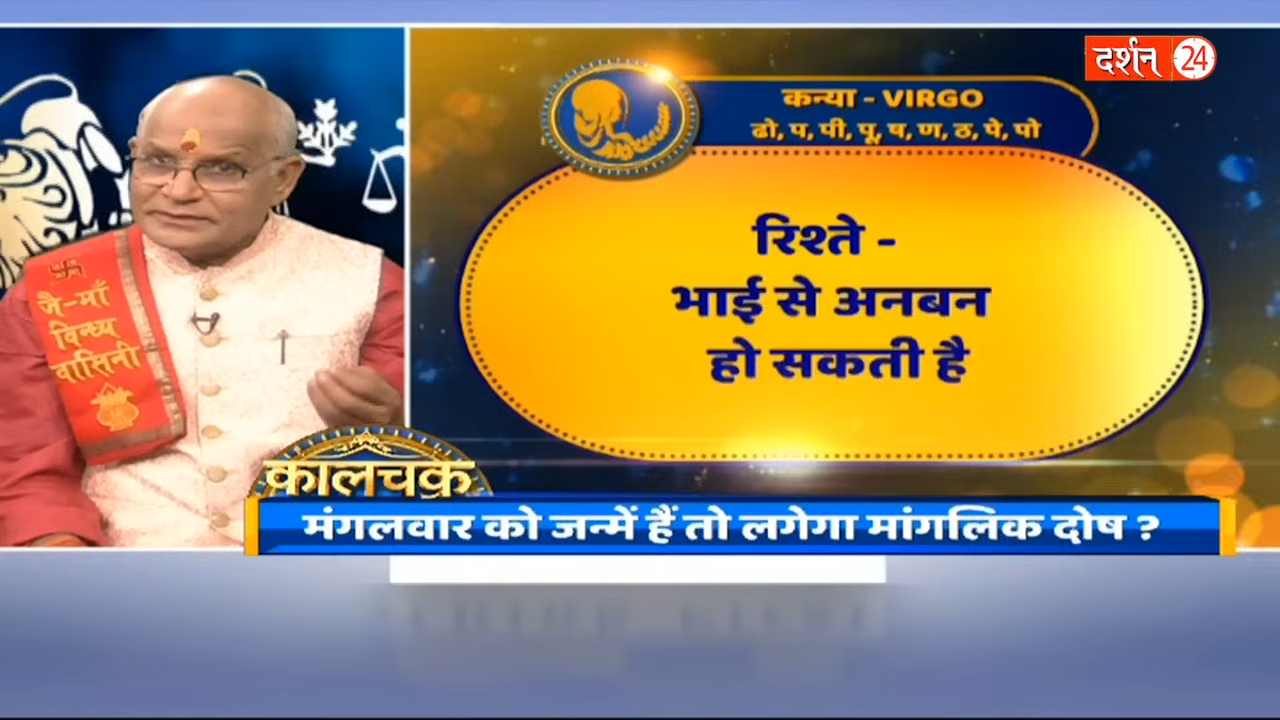 दर्शन 24
कन्या - VIRGO
ढो, प, पी, पू, ष, ण, ठ, पे, पो
रिश्ते -
भाई से अनबन
हो सकती है
जै-माँ
विन्ध्य
वासिनी
कालचक्र
मंगलवार को जन्में हैं तो लगेगा मांगलिक दोष ?